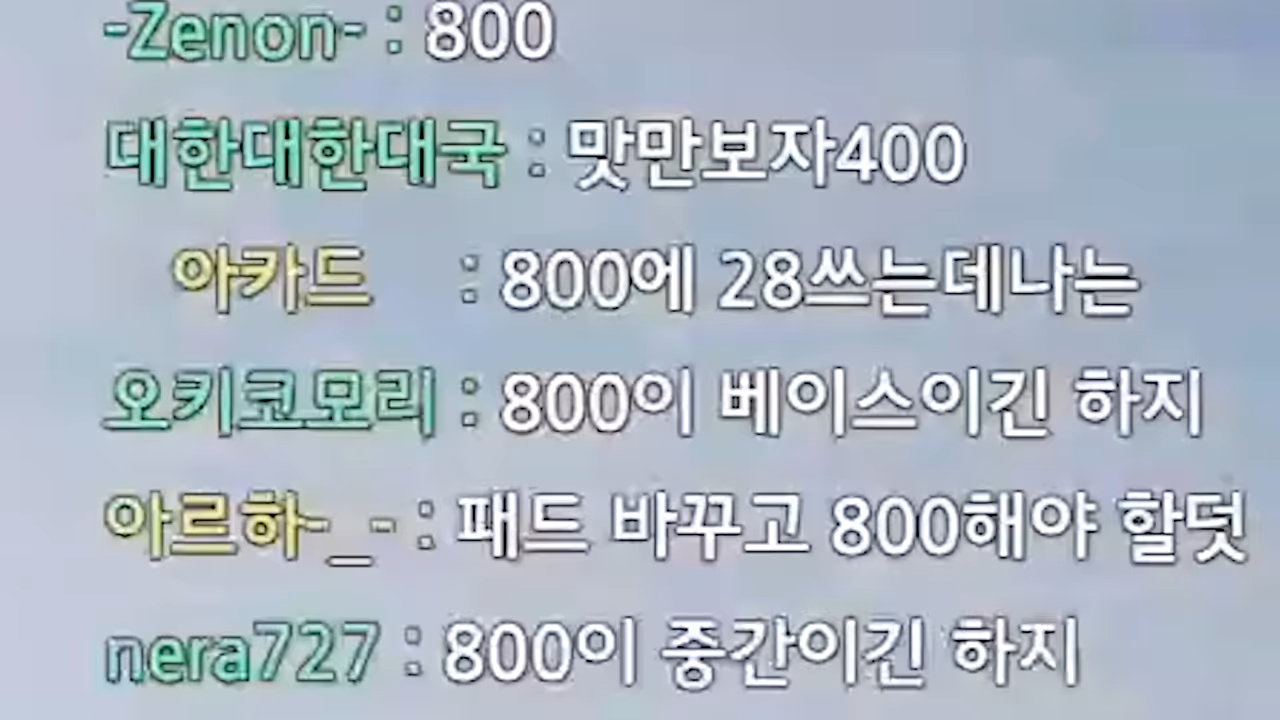 -Zenon- : 800
대한대한대국 : 맛만보자400
아카드 : 800에 28쓰는데나는
오키코모리 : 800이 베이스이긴 하지
아르하-_- : 패드 바꾸고 800해야 할덧
nera727 : 800이 중간이긴 하지